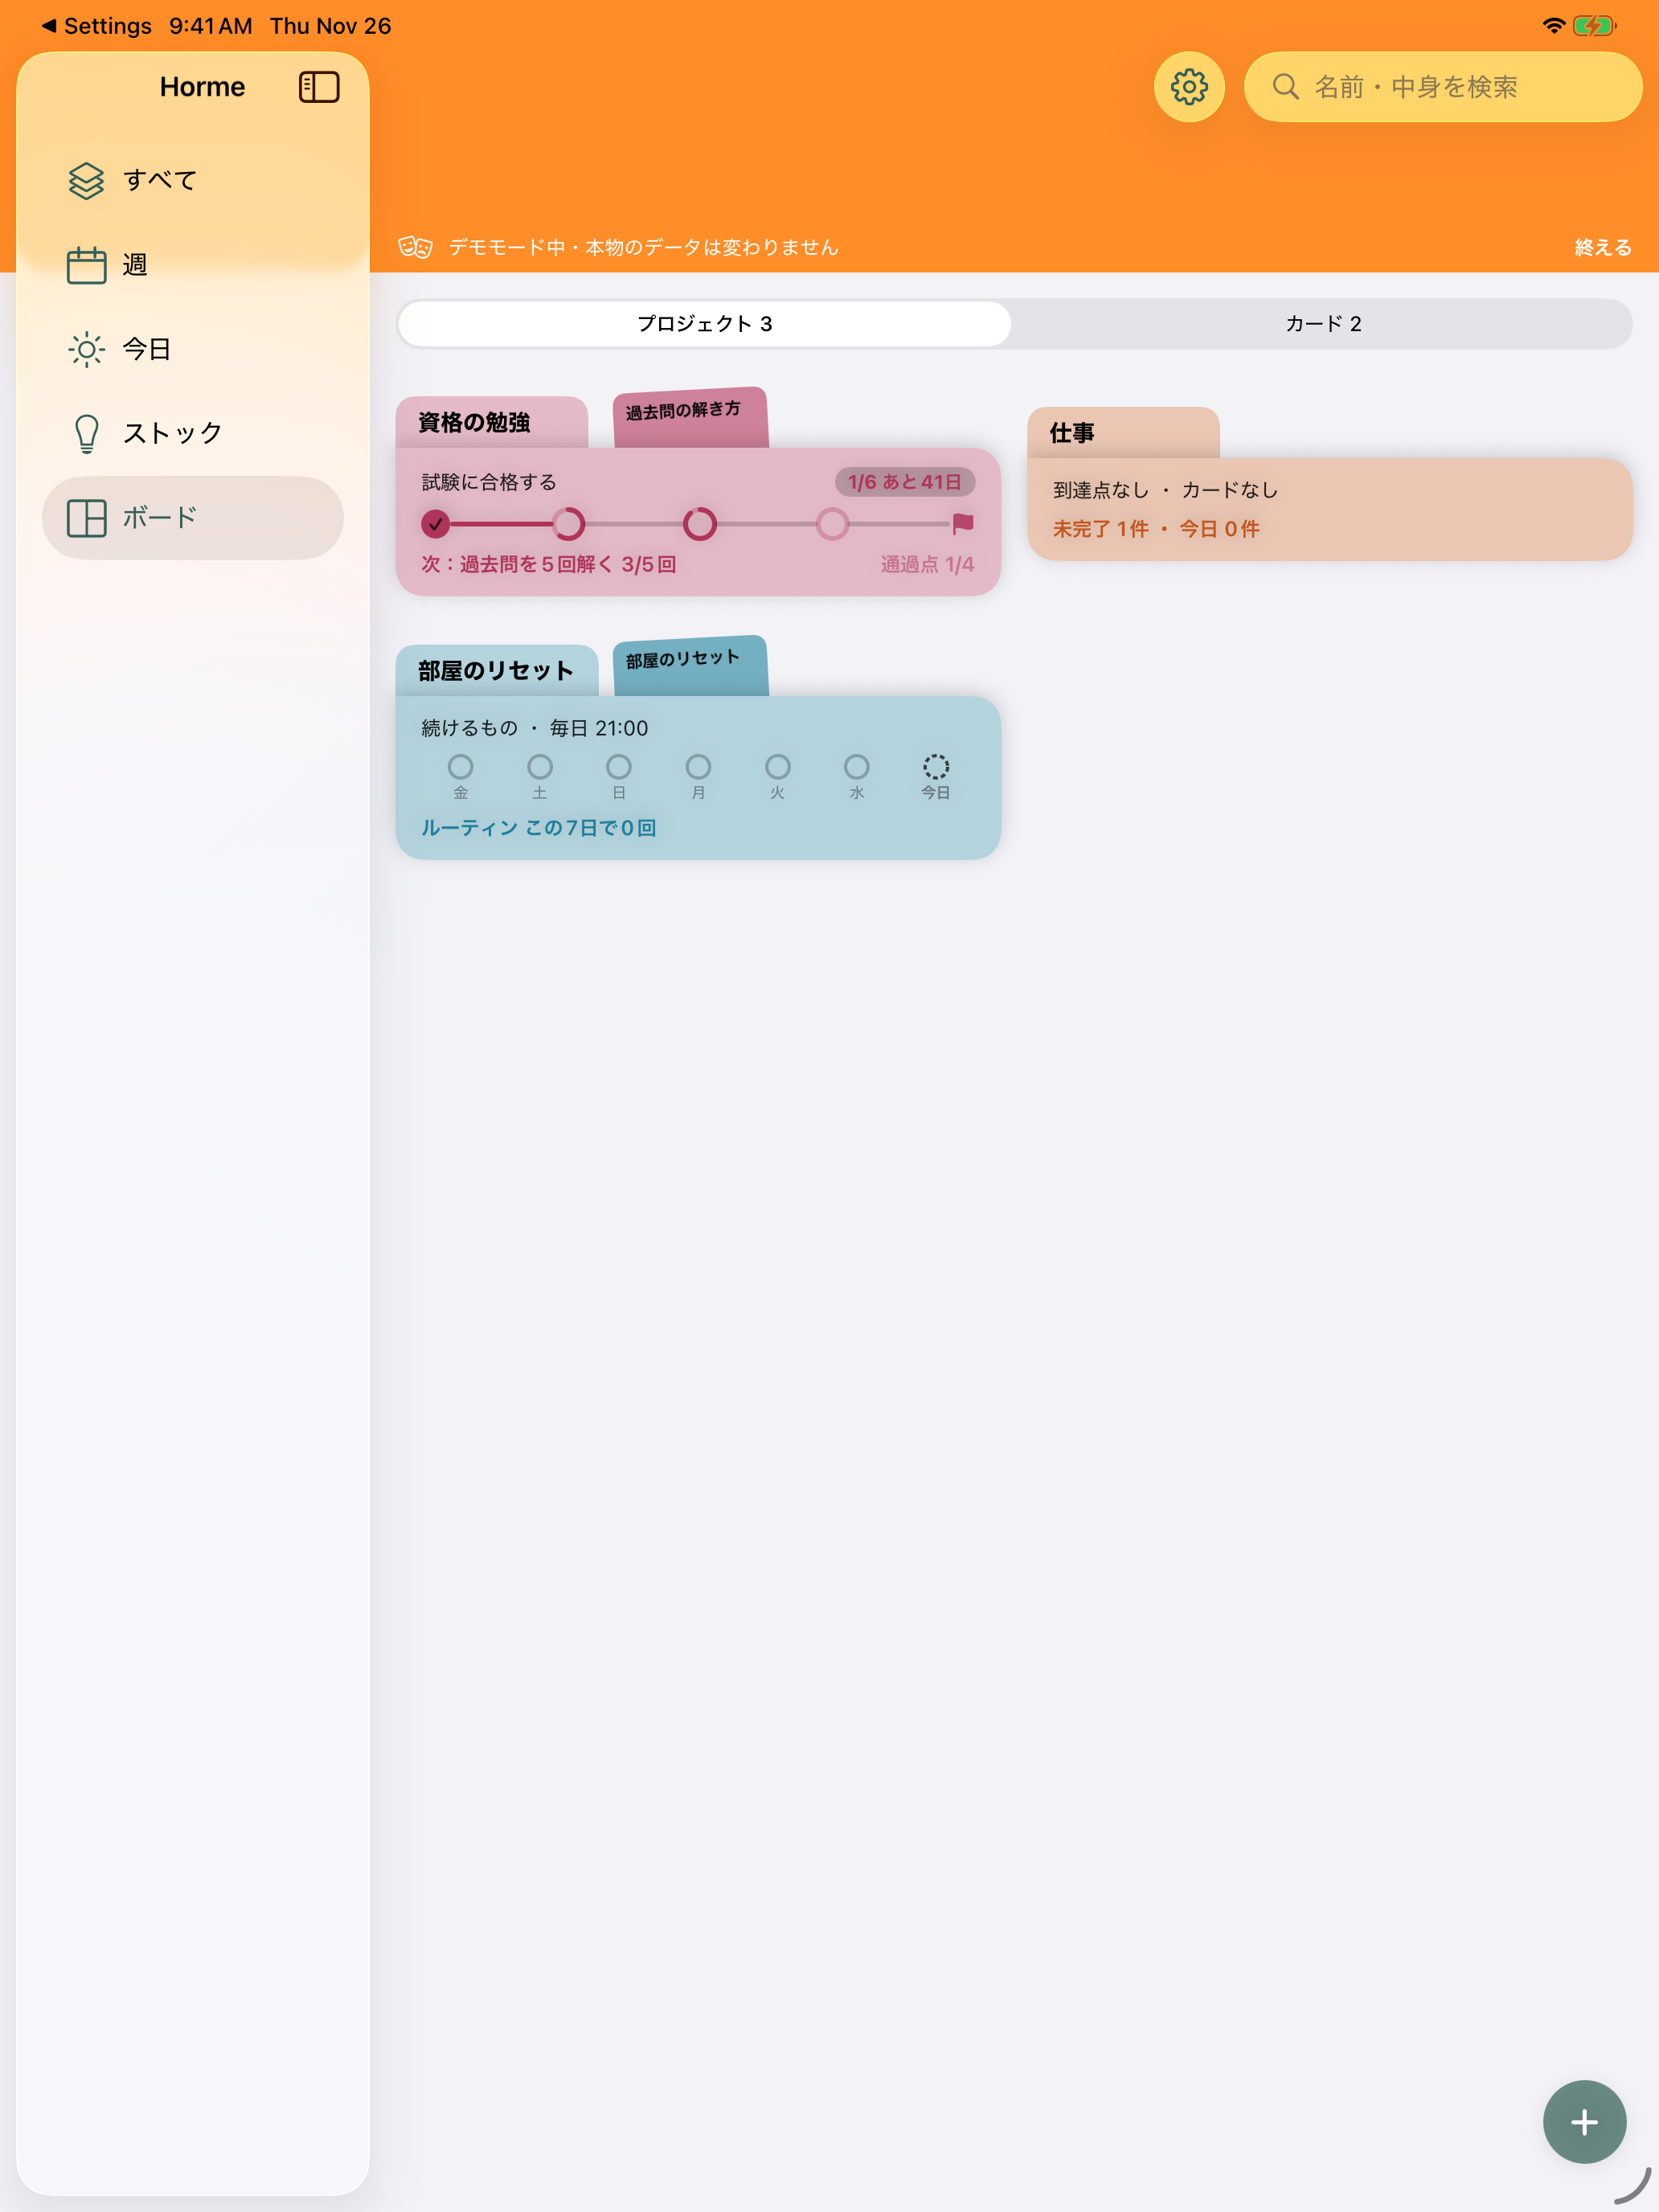 Settings 9:41 AM Thu Nov 26
Horme
名前・中身を検索
すべて
週
今日
ストック
ボード
デモモード中・本物のデータは変わりません
終える
プロジェクト 3
カード 2
資格の勉強
過去問の解き方
試験に合格する
1/6 あと41日
次：過去問を5回解く 3/5回
通過点 1/4
仕事
到達点なし ・ カードなし
未完了 1件 ・ 今日 0件
部屋のリセット
部屋のリセット
続けるもの ・ 毎日 21:00
金 土 日 月 火 水 今日
ルーティン この7日で0回